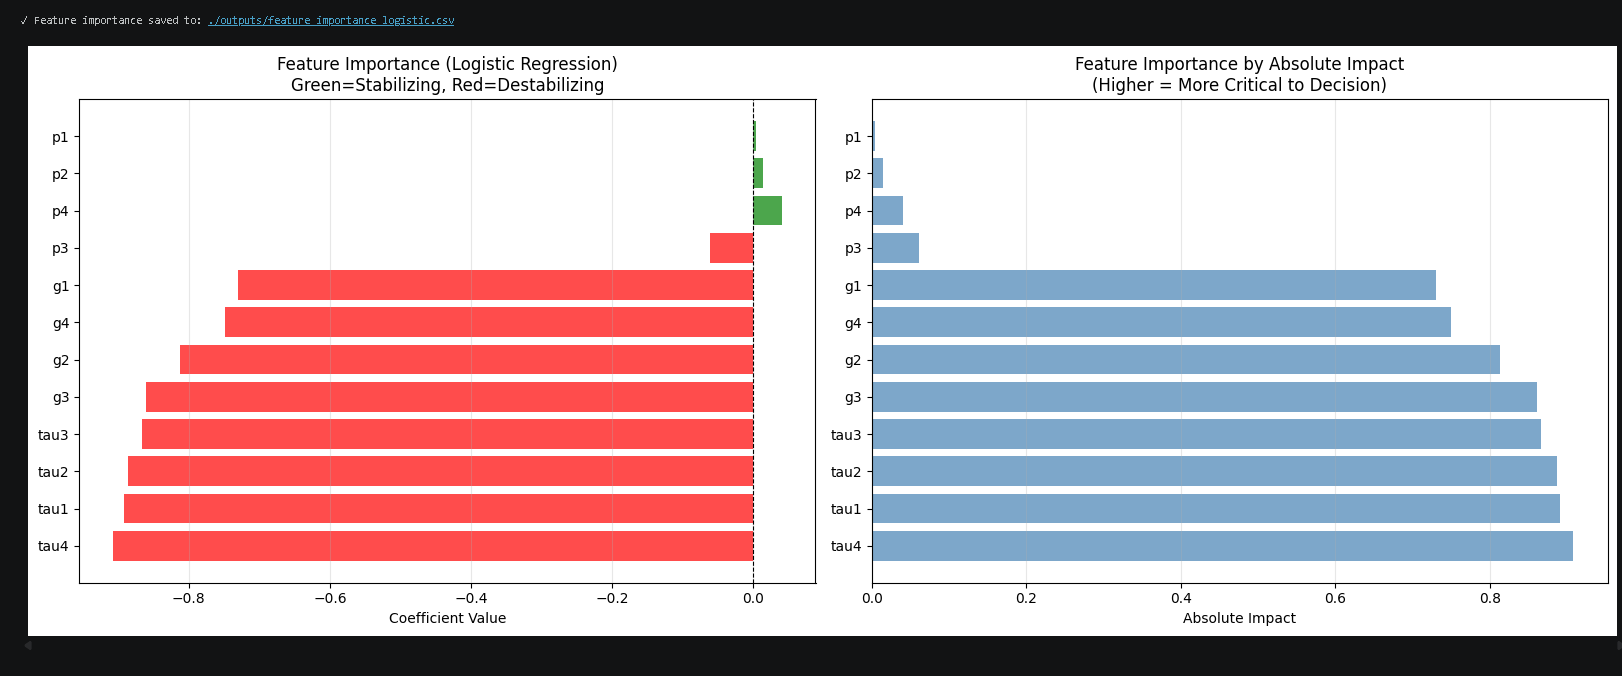 ✓ Feature importance saved to: ./outputs/feature_importance_logistic.csv
Feature Importance (Logistic Regression)
Green=Stabilizing, Red=Destabilizing
p1
p2
p4
p3
g1
g4
g2
g3
tau3
tau2
tau1
tau4
−0.8 −0.6 −0.4 −0.2 0.0
Coefficient Value
Feature Importance by Absolute Impact
(Higher = More Critical to Decision)
p1
p2
p4
p3
g1
g4
g2
g3
tau3
tau2
tau1
tau4
0.0 0.2 0.4 0.6 0.8
Absolute Impact